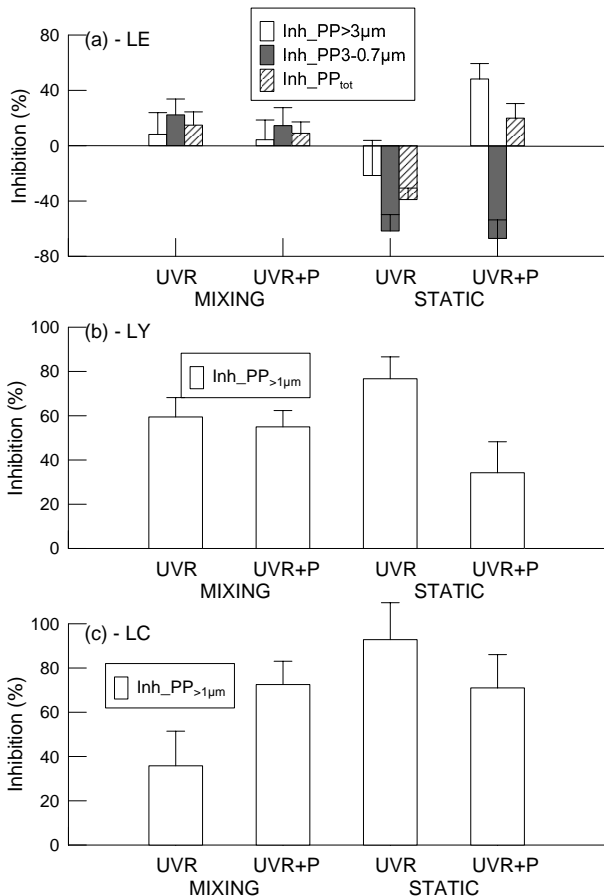 (a) - LE
Inh_PP>3µm
Inh_PP3-0.7µm
Inh_PPtot
Inhibition (%)
80
40
0
-40
-80
UVR UVR+P UVR UVR+P
MIXING STATIC
(b) - LY
Inh_PP>1µm
Inhibition (%)
100
80
60
40
20
0
UVR UVR+P UVR UVR+P
MIXING STATIC
(c) - LC
Inh_PP>1µm
Inhibition (%)
100
80
60
40
20
0
UVR UVR+P UVR UVR+P
MIXING STATIC